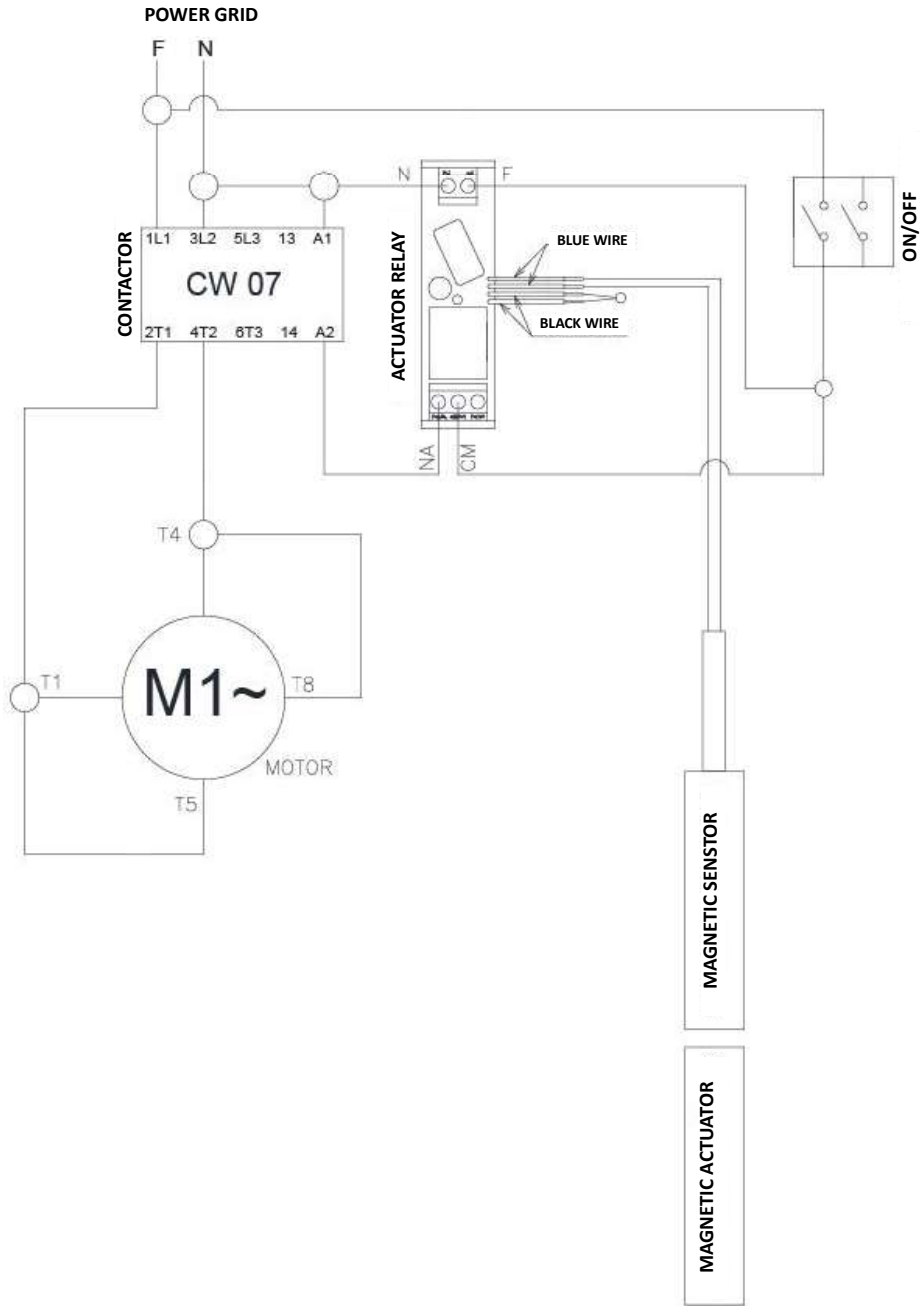 POWER GRID
F N
N F
ON/OFF
1L1 3L2 5L3 13 A1
CONTACTOR
CW 07
2T1 4T2 6T3 14 A2
ACTUATOR RELAY
BLUE WIRE
BLACK WIRE
NA CM
T4
T1
M1~
T8
MOTOR
T5
MAGNETIC SENSTOR
MAGNETIC ACTUATOR